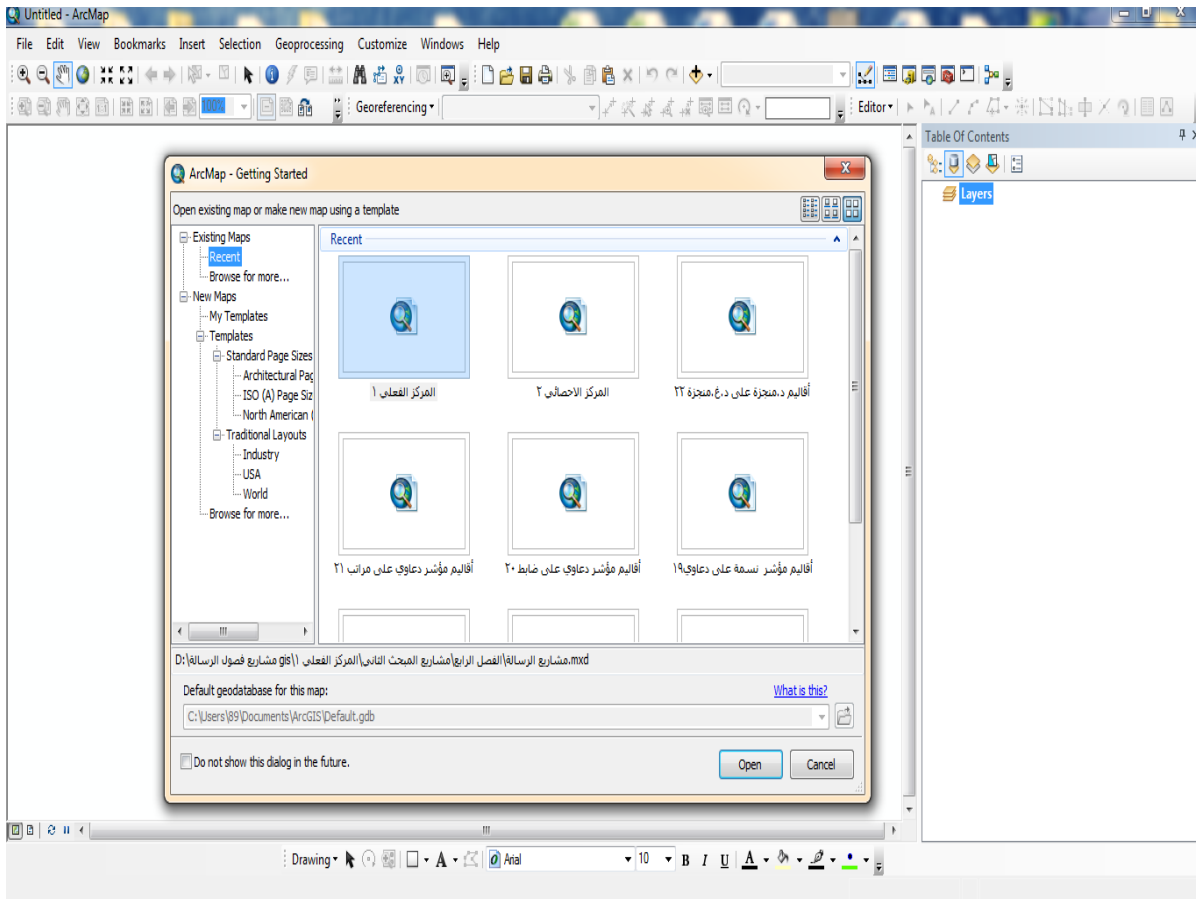 Untitled - ArcMap
File Edit View Bookmarks Insert Selection Geoprocessing Customize Windows Help
100%
Georeferencing
Editor
Table Of Contents
Layers
ArcMap - Getting Started
X
Open existing map or make new map using a template
Existing Maps
Recent
Browse for more...
New Maps
My Templates
Templates
Standard Page Sizes
Architectural Pag
ISO (A) Page Siz
North American (
Traditional Layouts
Industry
USA
World
Browse for more...
Recent
المركز الفعلي ١
المركز الاحصائي ٢
أقاليم د.منجزة على د.غ.منجزة ٢٢
أقاليم مؤشر دعاوي على مراتب ٢١
أقاليم مؤشر دعاوي على ضابط ٢٠
أقاليم مؤشر نسمة على دعاوي١٩
D:\مشاريع فصول الرسالة gis\مشاريع الرسالة\الفصل الرابع\مشاريع المبحث الثاني\المركز الفعلي ١.mxd
Default geodatabase for this map:
What is this?
C:\Users\89\Documents\ArcGIS\Default.gdb
Do not show this dialog in the future.
Open
Cancel
Drawing A Arial 10 B I U A